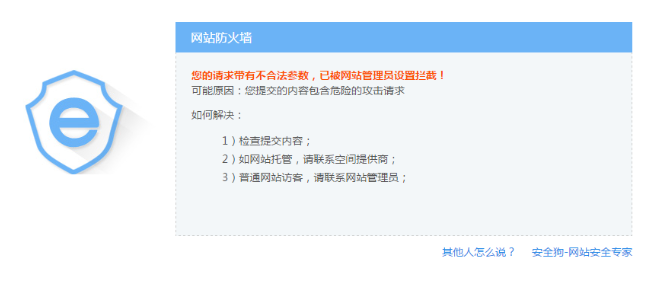 网站防火墙
您的请求带有不合法参数，已被网站管理员设置拦截！
可能原因：您提交的内容包含危险的攻击请求
如何解决：
1）检查提交内容；
2）如网站托管，请联系空间提供商；
3）普通网站访客，请联系网站管理员；
其他人怎么说？ 安全狗-网站安全专家